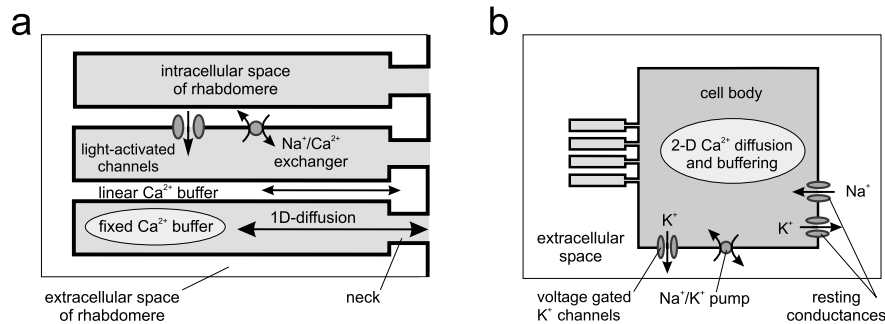 a
intracellular space
of rhabdomere
light-activated
channels
Na⁺/Ca²⁺
exchanger
linear Ca²⁺ buffer
fixed Ca²⁺ buffer
1D-diffusion
extracellular space
of rhabdomere
neck
b
cell body
2-D Ca²⁺ diffusion
and buffering
Na⁺
K⁺
K⁺
extracellular
space
voltage gated
K⁺ channels
Na⁺/K⁺ pump
resting
conductances